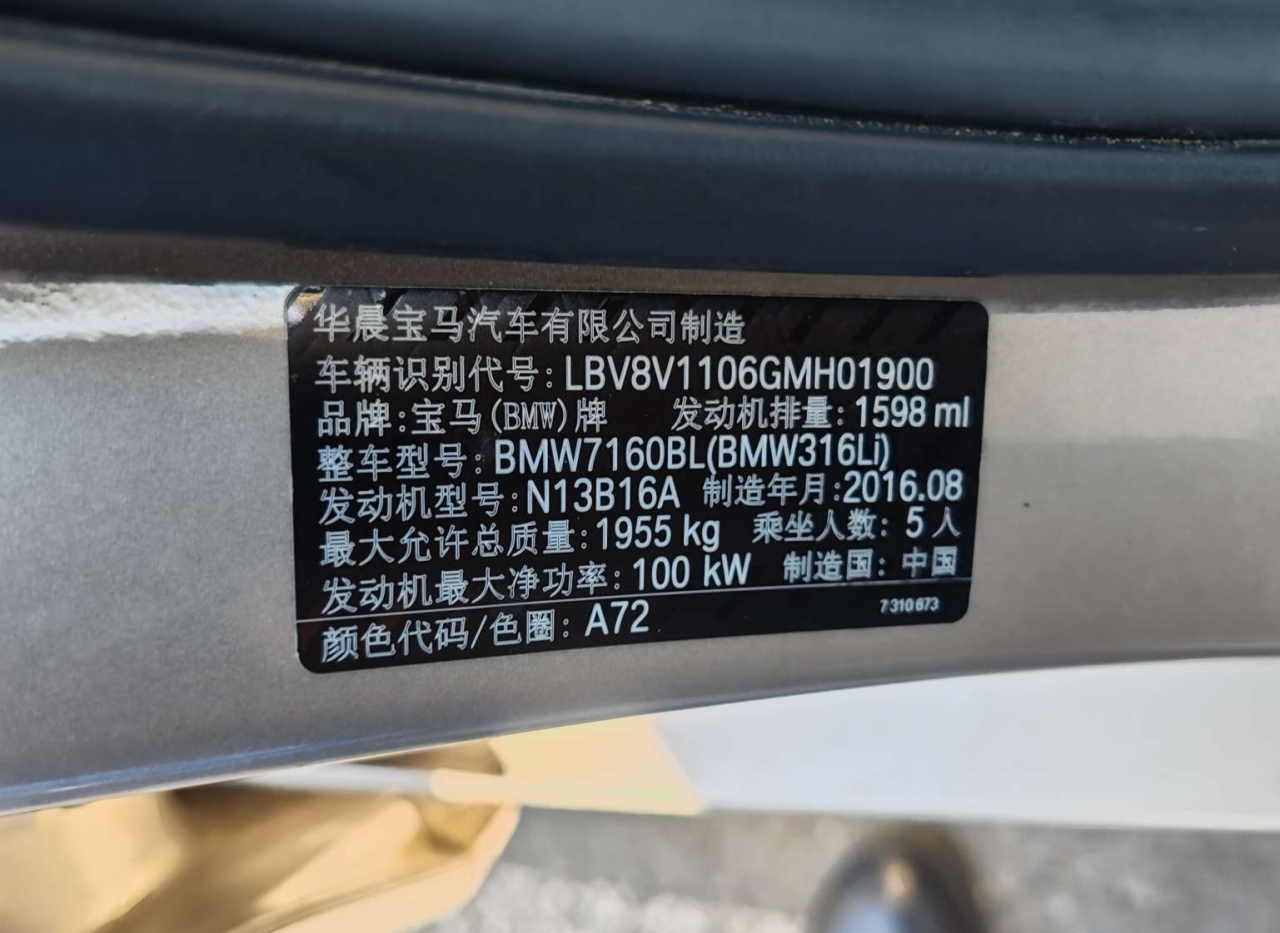 华晨宝马汽车有限公司制造
车辆识别代号: LBV8V1106GMH01900
品牌: 宝马(BMW)牌 发动机排量: 1598 ml
整车型号: BMW7160BL(BMW316Li)
发动机型号: N13B16A 制造年月: 2016.08
最大允许总质量: 1955 kg 乘坐人数: 5 人
发动机最大净功率: 100 kW 制造国: 中国
颜色代码/色圈: A72 7 310 673